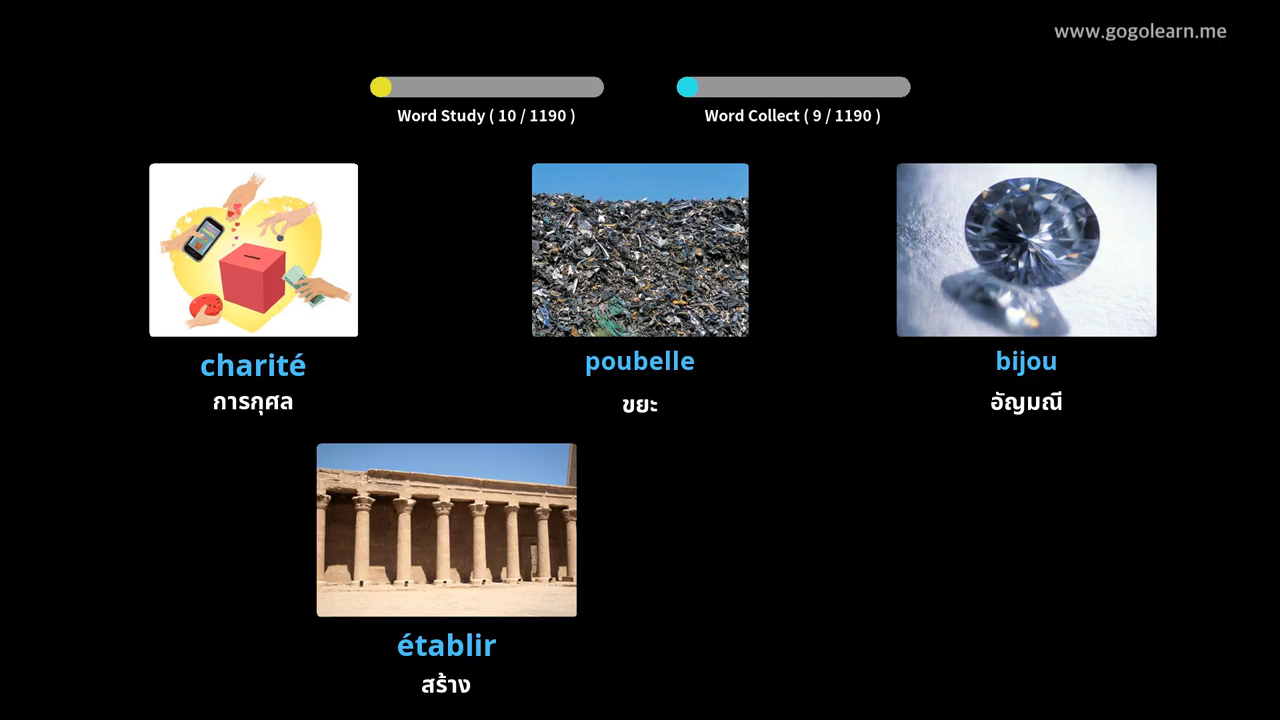 www.gogolearn.me
Word Study ( 10 / 1190 )
Word Collect ( 9 / 1190 )
charité
การกุศล
poubelle
ขยะ
bijou
อัญมณี
établir
สร้าง